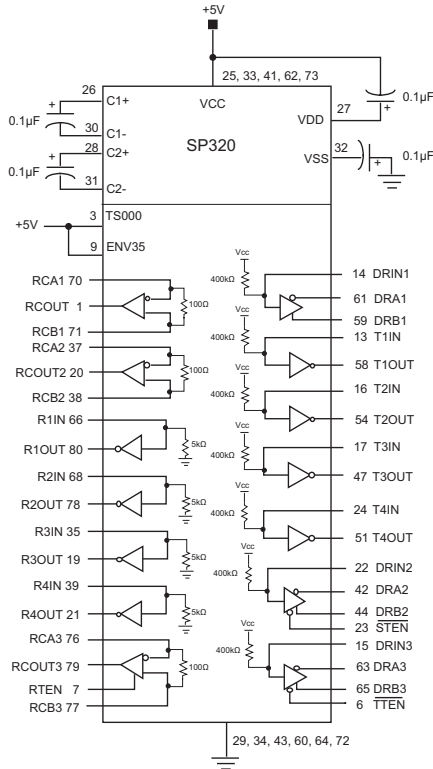 +5V
25, 33, 41, 62, 73
26
C1+
VCC
27
VDD
0.1µF
0.1µF
30
C1-
SP320
28
C2+
32
VSS
0.1µF
0.1µF
31
C2-
3
TS000
+5V
9
ENV35
RCA1 70
RCOUT 1
100Ω
RCB1 71
RCA2 37
RCOUT2 20
100Ω
RCB2 38
R1IN 66
5kΩ
R1OUT 80
R2IN 68
5kΩ
R2OUT 78
R3IN 35
5kΩ
R3OUT 19
R4IN 39
5kΩ
R4OUT 21
RCA3 76
RCOUT3 79
100Ω
RTEN 7
RCB3 77
Vcc
400kΩ
14 DRIN1
61 DRA1
59 DRB1
Vcc
400kΩ
13 T1IN
58 T1OUT
Vcc
400kΩ
16 T2IN
54 T2OUT
Vcc
400kΩ
17 T3IN
47 T3OUT
Vcc
400kΩ
24 T4IN
51 T4OUT
Vcc
400kΩ
22 DRIN2
42 DRA2
44 DRB2
23 STEN
Vcc
400kΩ
15 DRIN3
63 DRA3
65 DRB3
6 TTEN
29, 34, 43, 60, 64, 72